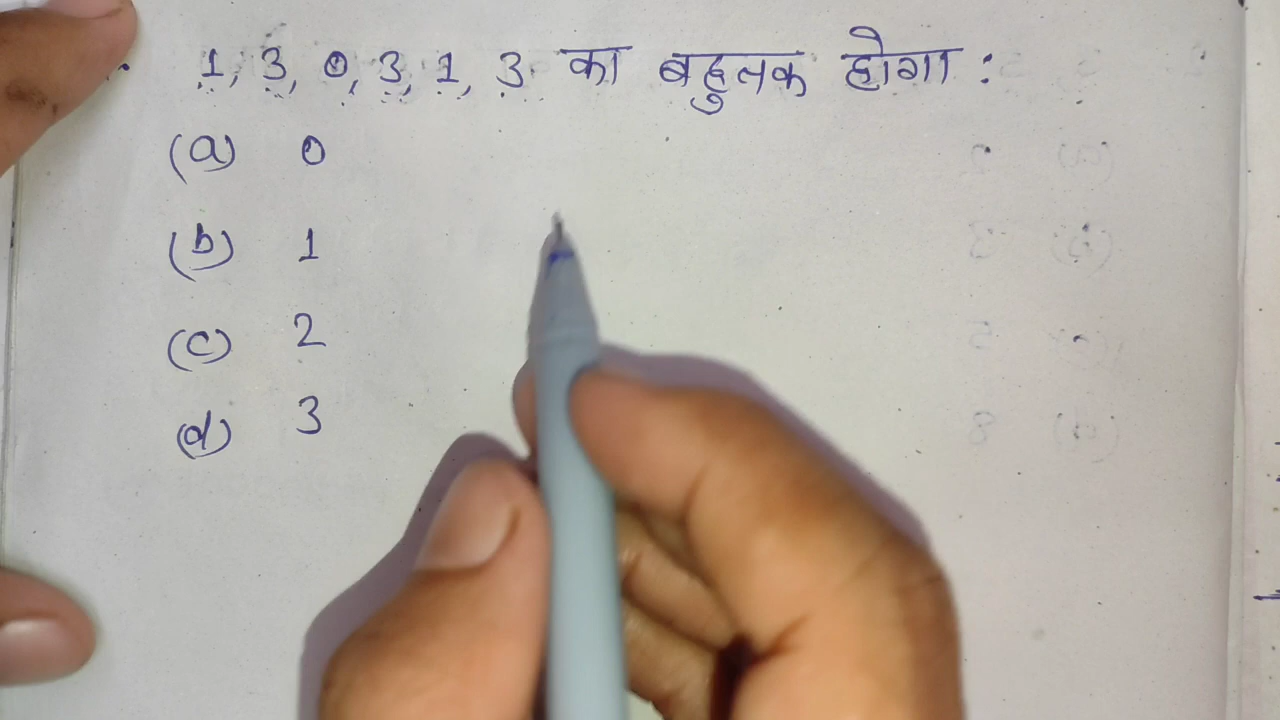 1, 3, 0, 3, 1, 3 का बहुलक होगा :
(a) 0
(b) 1
(c) 2
(d) 3